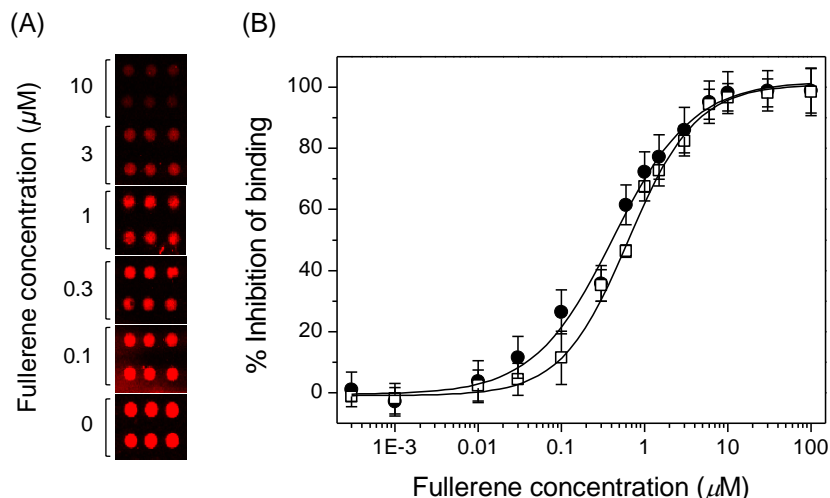 (A)
Fullerene concentration (µM)
10
3
1
0.3
0.1
0
(B)
% Inhibition of binding
100
80
60
40
20
0
1E-3 0.01 0.1 1 10 100
Fullerene concentration (µM)